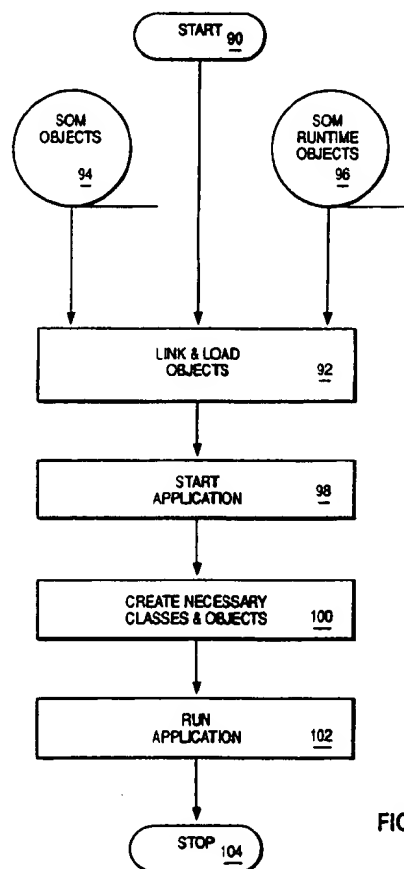 START
90
SOM
OBJECTS
94
SOM
RUNTIME
OBJECTS
96
LINK & LOAD
OBJECTS
92
START
APPLICATION
98
CREATE NECESSARY
CLASSES & OBJECTS
100
RUN
APPLICATION
102
STOP
104
FIG